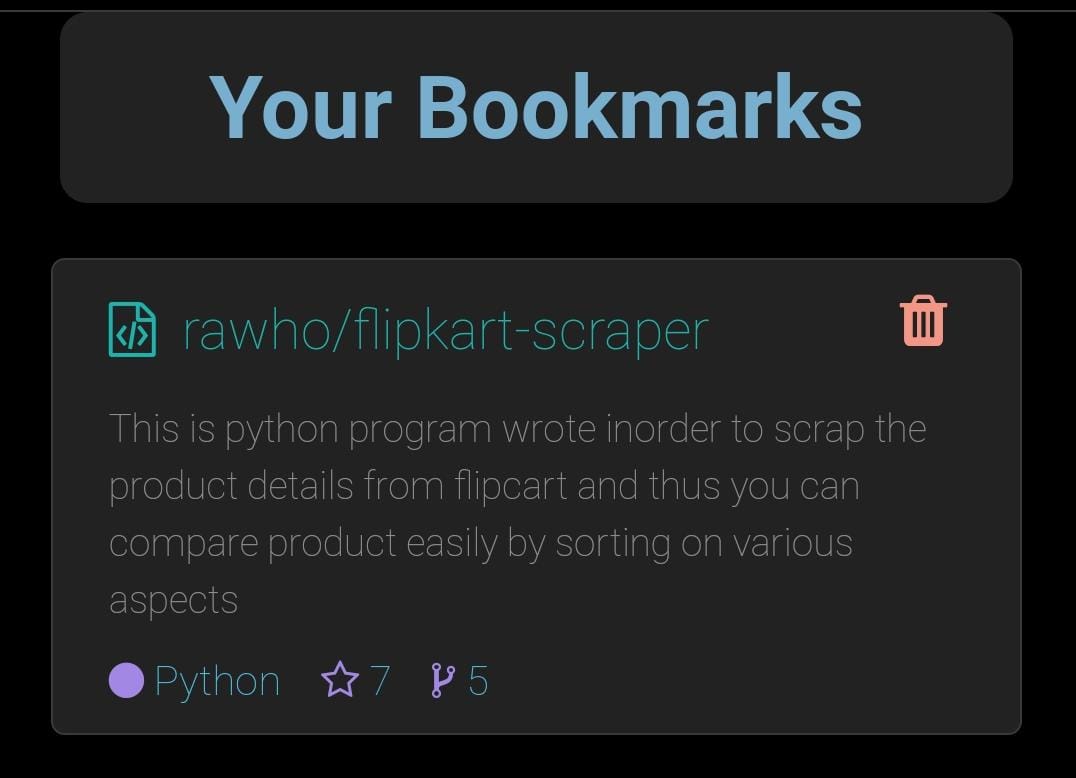 Your Bookmarks
rawho/flipkart-scraper
This is python program wrote inorder to scrap the
product details from flipcart and thus you can
compare product easily by sorting on various
aspects
Python 7 5